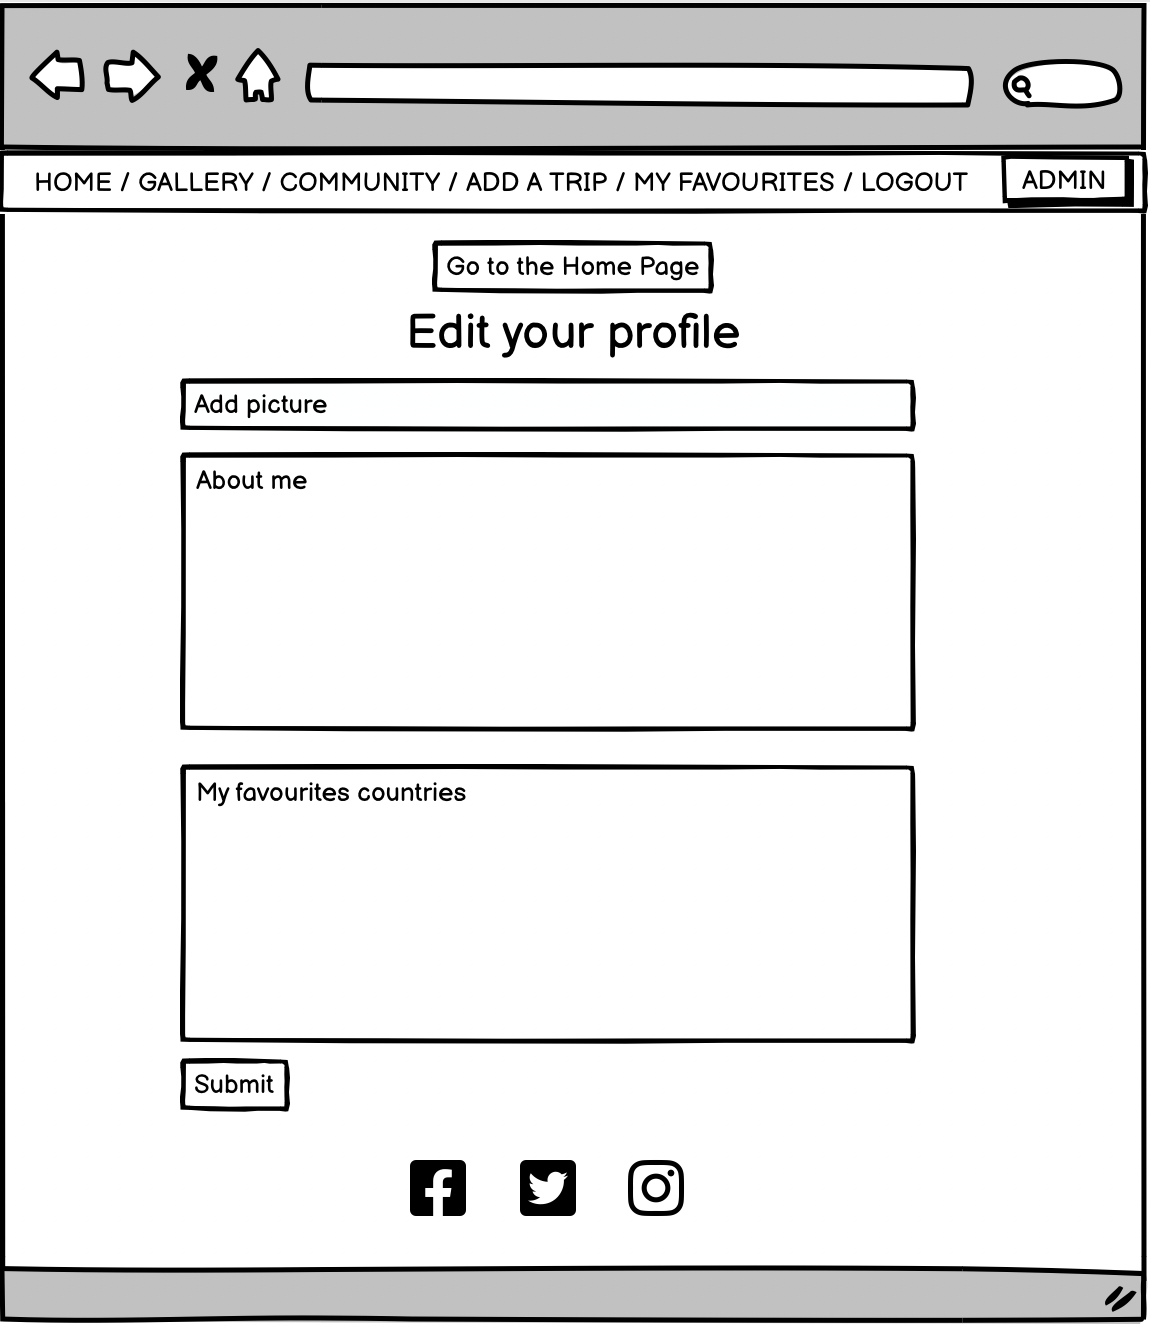 HOME / GALLERY / COMMUNITY / ADD A TRIP / MY FAVOURITES / LOGOUT ADMIN
Go to the Home Page
Edit your profile
Add picture
About me
My favourites countries
Submit